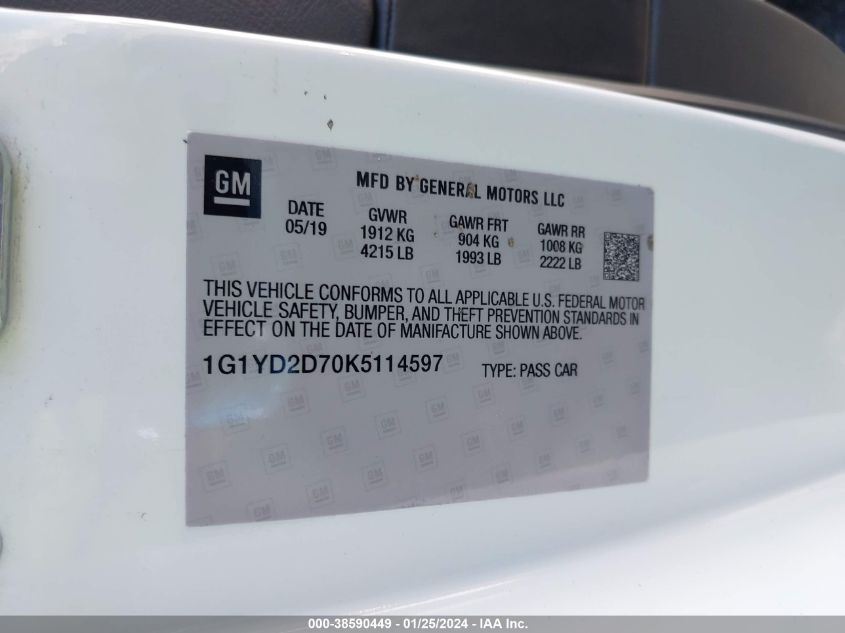 GM
MFD BY GENERAL MOTORS LLC
DATE GVWR GAWR FRT GAWR RR
05/19 1912 KG 904 KG 1008 KG
4215 LB 1993 LB 2222 LB
THIS VEHICLE CONFORMS TO ALL APPLICABLE U.S. FEDERAL MOTOR
VEHICLE SAFETY, BUMPER, AND THEFT PREVENTION STANDARDS IN
EFFECT ON THE DATE OF MANIFACTURE SHOWN ABOVE.
1G1YD2D70K5114597 TYPE: PASS CAR
000-38590449 - 01/25/2024 - IAA Inc.